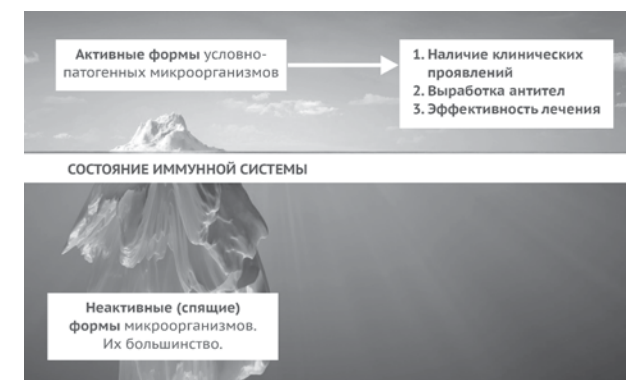 Активные формы условно-
патогенных микроорганизмов
1. Наличие клинических
проявлений
2. Выработка антител
3. Эффективность лечения
СОСТОЯНИЕ ИММУННОЙ СИСТЕМЫ
Неактивные (спящие)
формы микроорганизмов.
Их большинство.